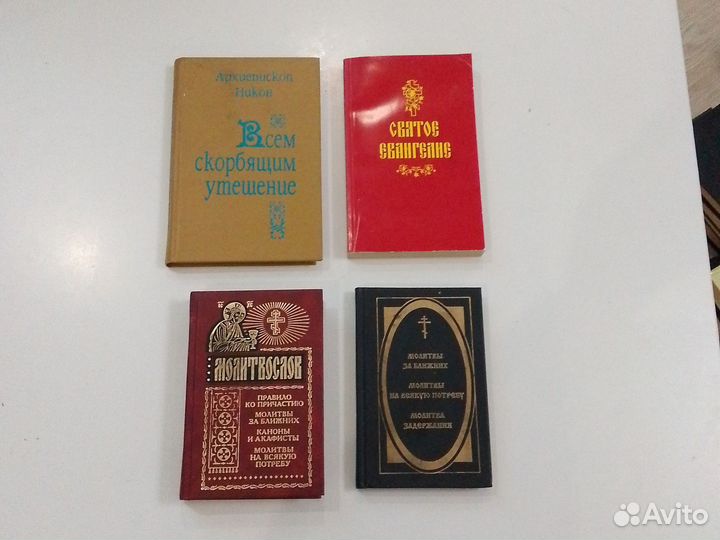 Архиепископ
Никон
Всем
скорбящим
утешение
СВЯТОЕ
ЕВАНГЕЛИЕ
МОЛИТВОСЛОВ
ПРАВИЛО
КО ПРИЧАСТИЮ
МОЛИТВЫ
ЗА БЛИЖНИХ
КАНОНЫ
И АКАФИСТЫ
МОЛИТВЫ
НА ВСЯКУЮ
ПОТРЕБУ
МОЛИТВЫ
ЗА БЛИЖНИХ
МОЛИТВЫ
НА ВСЯКУЮ ПОТРЕБУ
МОЛИТВА
ЗАДЕРЖАНИЯ
Avito